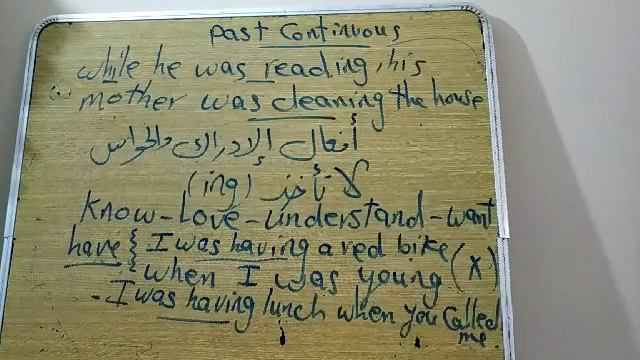 past Continuous
while he was reading, his
mother was cleaning the house
أفعال الإدراك والحواس
لا تأخذ (ing)
Know - Love - understand - want
have { I was having a red bike
when I was young (X)
- I was having lunch when you called
me.